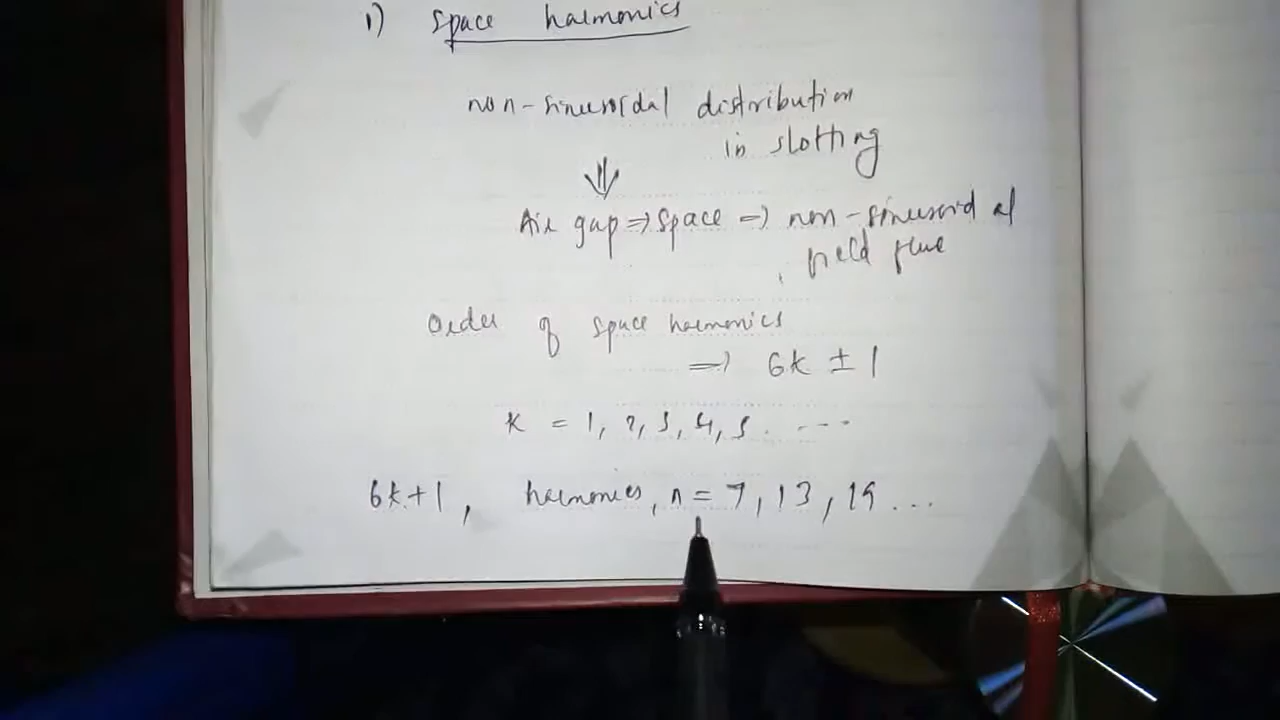 1) space harmonics
non-sinusoidal distribution
in slotting
⇓
Air gap ⇒ space ⇒ non-sinusoidal
field flux
Order of space harmonics
⇒ 6k ± 1
k = 1, 2, 3, 4, 5 . ---
6k+1, harmonics, n = 7, 13, 19 ...